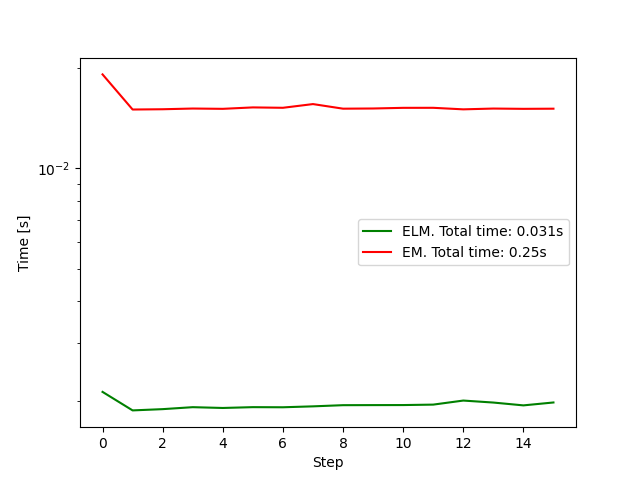 10⁻²
Time [s]
ELM. Total time: 0.031s
EM. Total time: 0.25s
0 2 4 6 8 10 12 14
Step